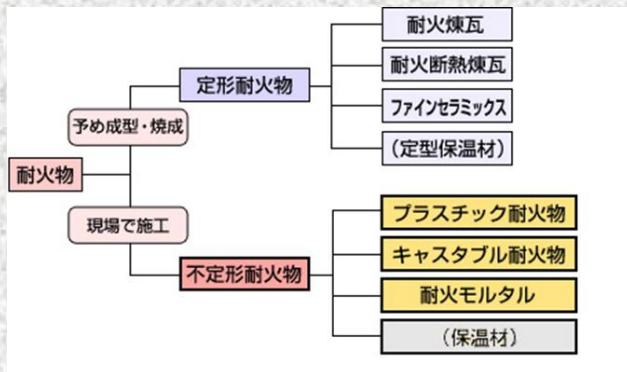 耐火物
予め成型・焼成
定形耐火物
耐火煉瓦
耐火断熱煉瓦
ファインセラミックス
(定型保温材)
現場で施工
不定形耐火物
プラスチック耐火物
キャスタブル耐火物
耐火モルタル
(保温材)